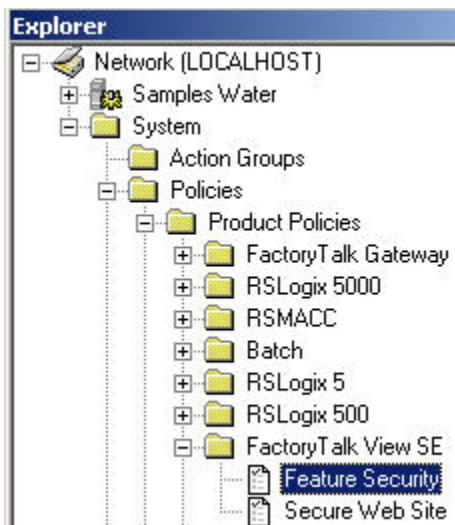 Explorer
Network (LOCALHOST)
Samples Water
System
Action Groups
Policies
Product Policies
FactoryTalk Gateway
RSLogix 5000
RSMACC
Batch
RSLogix 5
RSLogix 500
FactoryTalk View SE
Feature Security
Secure Web Site